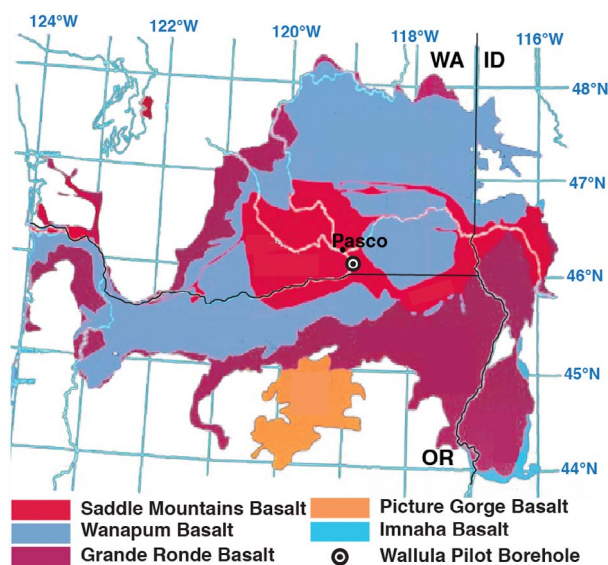 124°W 122°W 120°W 118°W 116°W
WA ID
48°N
47°N
Pasco
46°N
45°N
OR
44°N
Saddle Mountains Basalt
Wanapum Basalt
Grande Ronde Basalt
Picture Gorge Basalt
Imnaha Basalt
Wallula Pilot Borehole